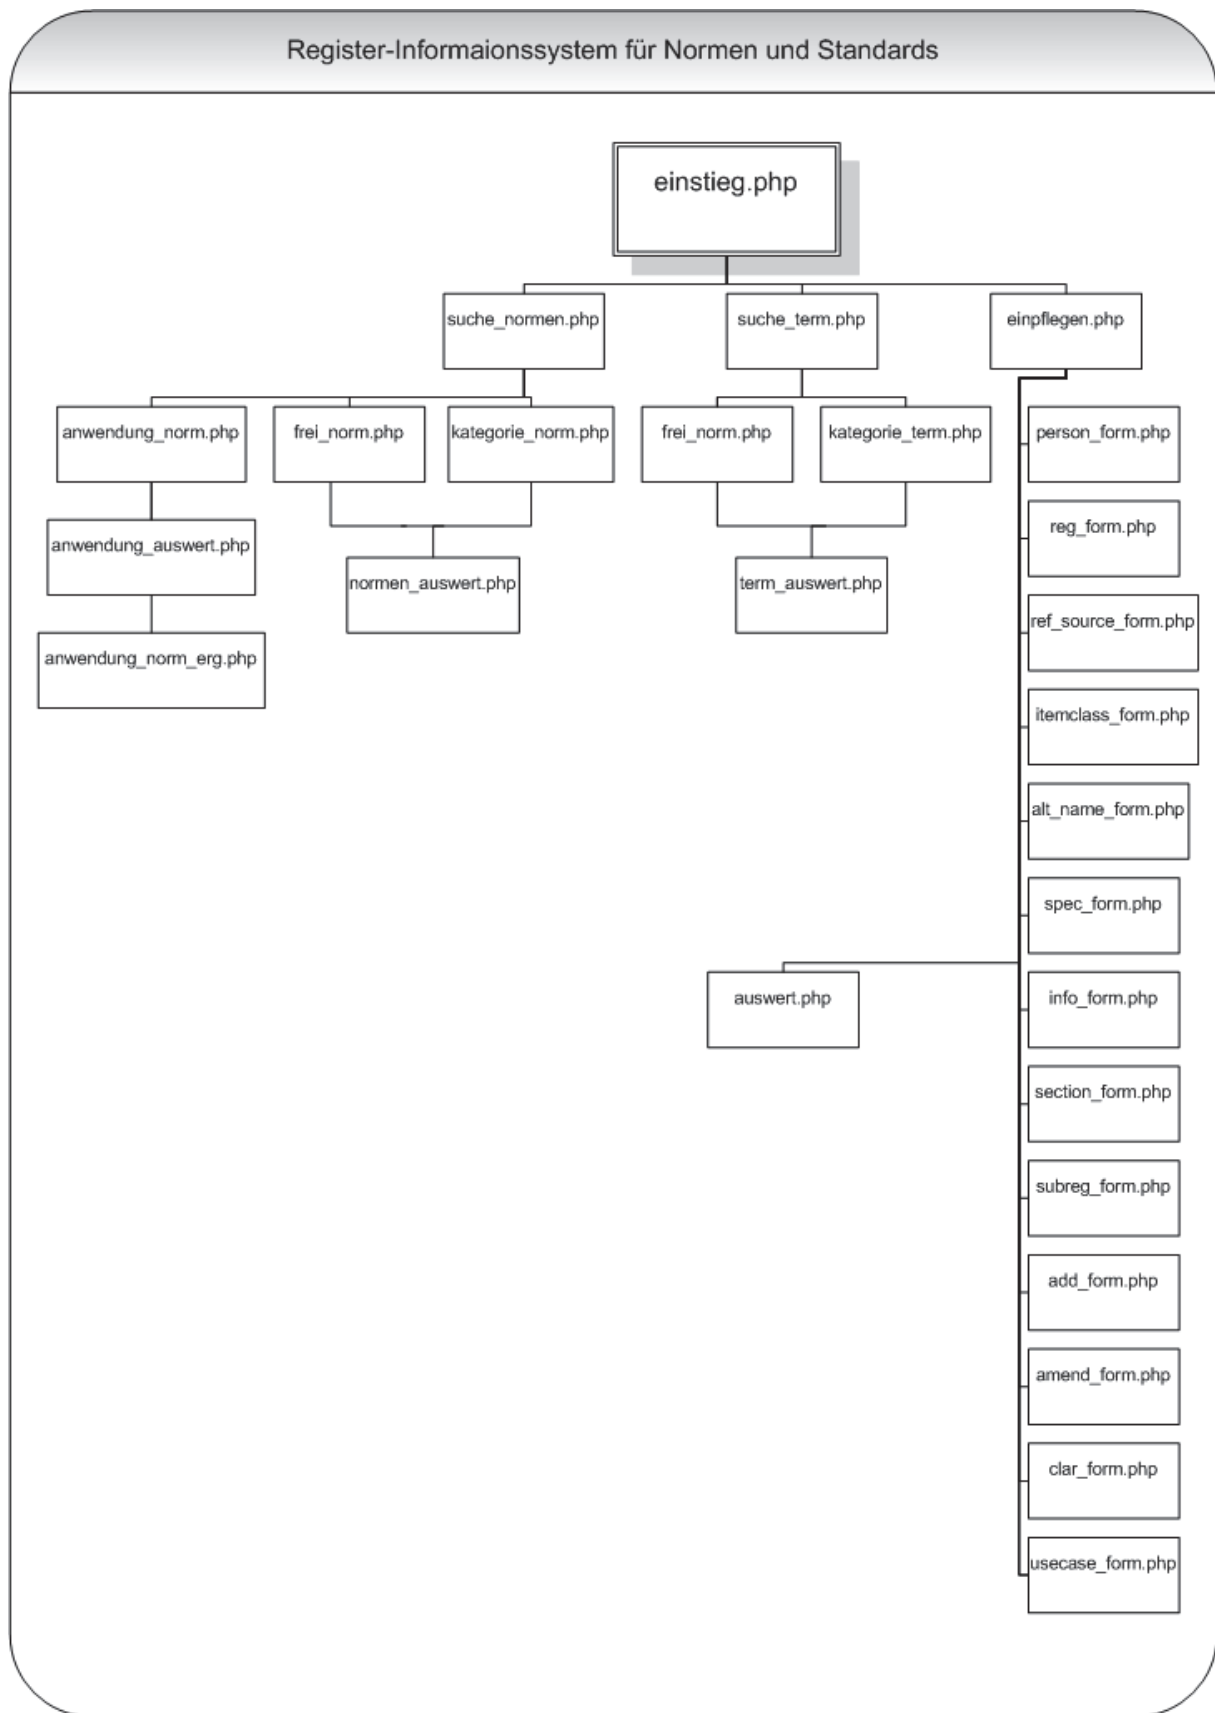 Register-Informaionssystem für Normen und Standards
einstieg.php
suche_normen.php
suche_term.php
einpflegen.php
anwendung_norm.php
frei_norm.php
kategorie_norm.php
frei_norm.php
kategorie_term.php
person_form.php
anwendung_auswert.php
reg_form.php
normen_auswert.php
term_auswert.php
ref_source_form.php
anwendung_norm_erg.php
itemclass_form.php
alt_name_form.php
spec_form.php
auswert.php
info_form.php
section_form.php
subreg_form.php
add_form.php
amend_form.php
clar_form.php
usecase_form.php